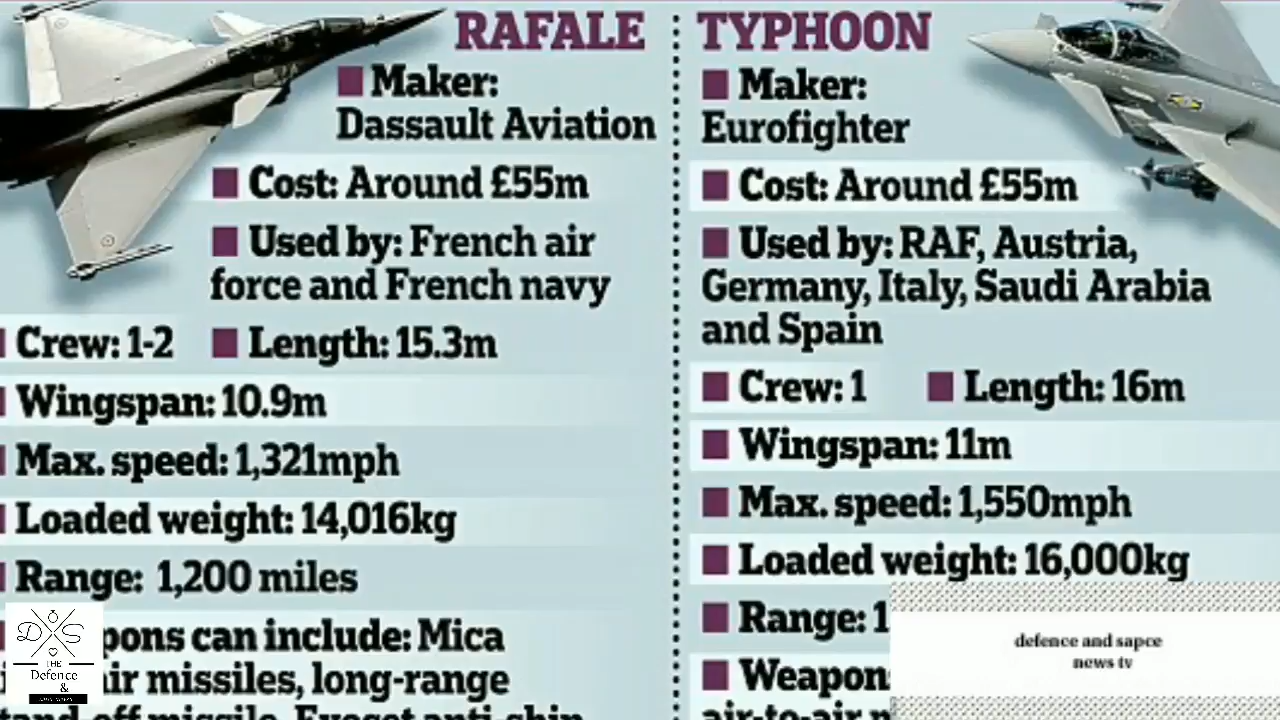 RAFALE
Maker:
Dassault Aviation
Cost: Around £55m
Used by: French air
force and French navy
Crew: 1-2
Length: 15.3m
Wingspan: 10.9m
Max. speed: 1,321mph
Loaded weight: 14,016kg
Range: 1,200 miles
pons can include: Mica
air missiles, long-range
TYPHOON
Maker:
Eurofighter
Cost: Around £55m
Used by: RAF, Austria,
Germany, Italy, Saudi Arabia
and Spain
Crew: 1
Length: 16m
Wingspan: 11m
Max. speed: 1,550mph
Loaded weight: 16,000kg
Range: 1
Weapon
D S
THE
Defence
&
defence and sapce
news tv